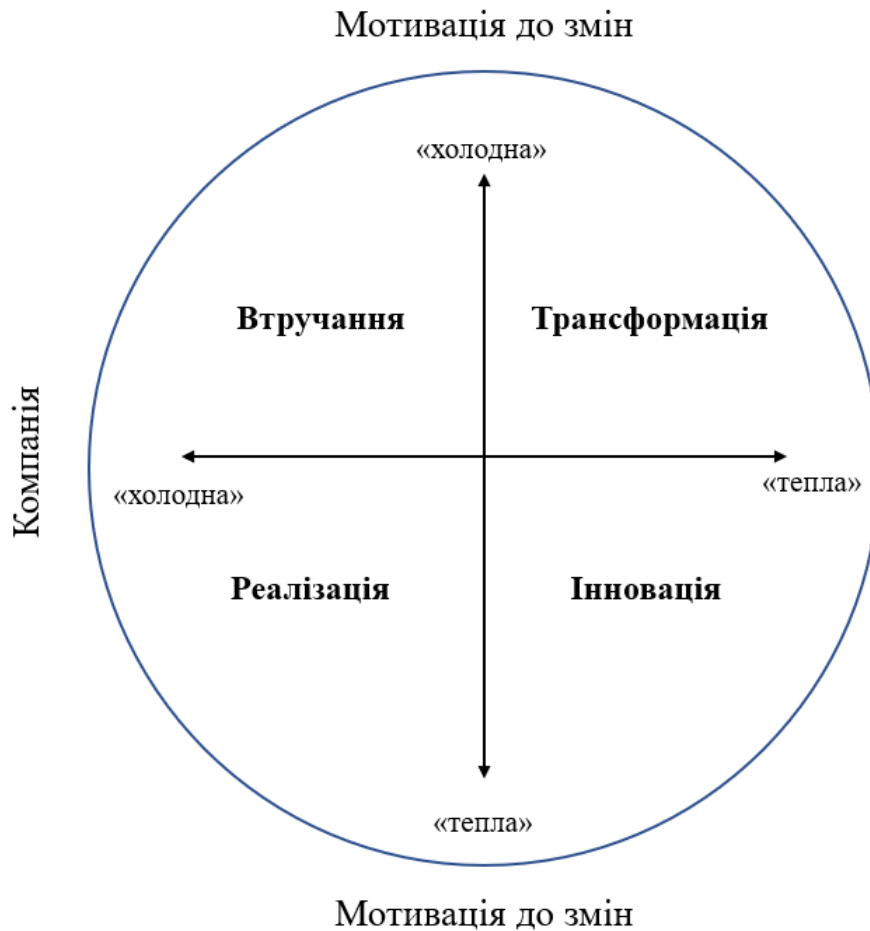 Мотивація до змін
«холодна»
Втручання
Трансформація
Компанія
«холодна»
«тепла»
Реалізація
Інновація
«тепла»
Мотивація до змін